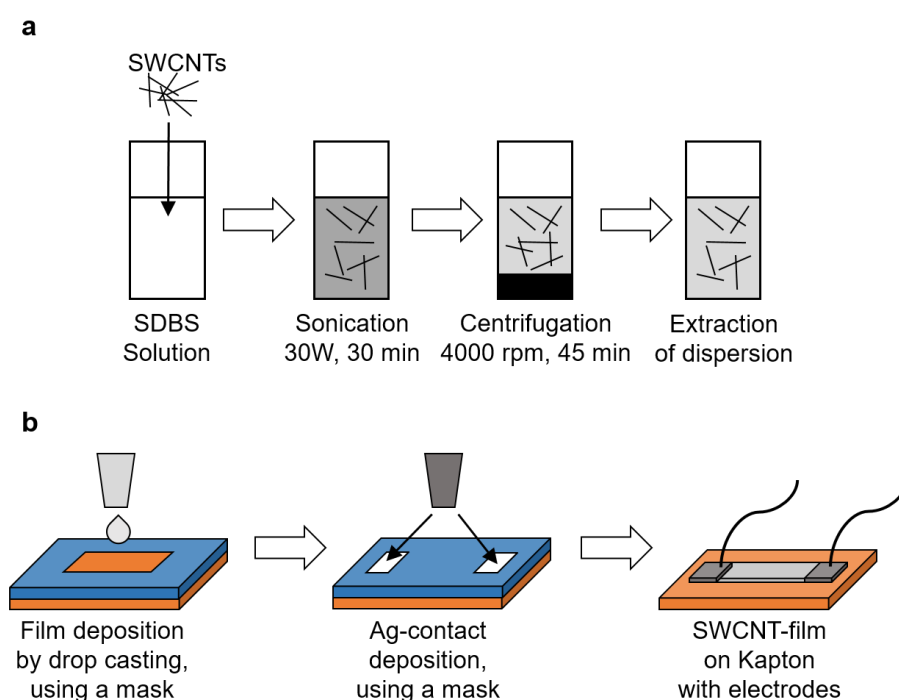 a
SWCNTs
SDBS
Solution
Sonication
30W, 30 min
Centrifugation
4000 rpm, 45 min
Extraction
of dispersion
b
Film deposition
by drop casting,
using a mask
Ag-contact
deposition,
using a mask
SWCNT-film
on Kapton
with electrodes